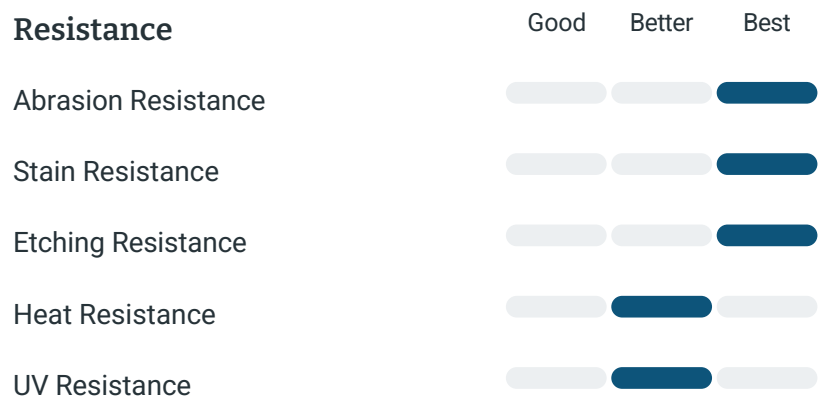 Resistance Good Better Best
Abrasion Resistance
Stain Resistance
Etching Resistance
Heat Resistance
UV Resistance